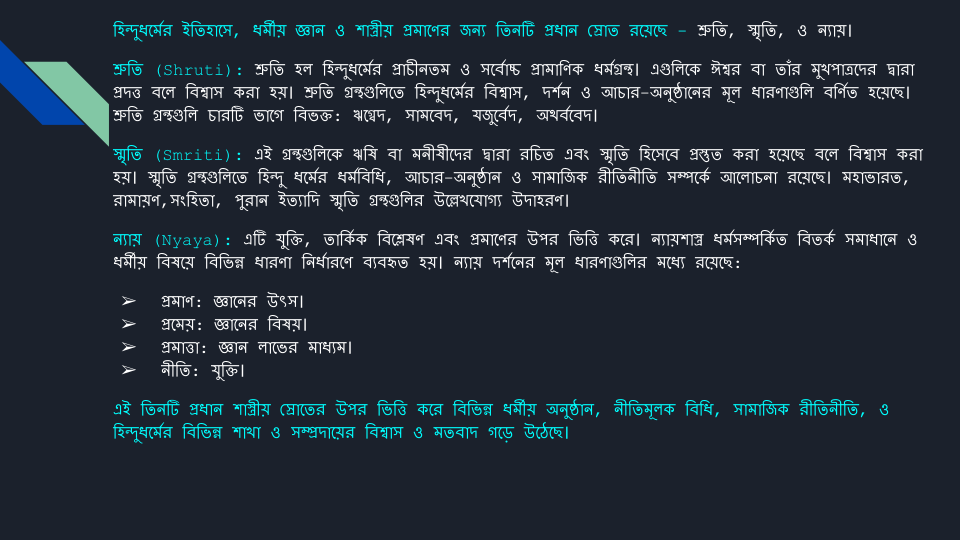 হিন্দুধর্মের ইতিহাসে, ধর্মীয় জ্ঞান ও শাস্ত্রীয় প্রমাণের জন্য তিনটি প্রধান স্রোত রয়েছে – শ্রুতি, স্মৃতি, ও ন্যায়।
শ্রুতি (Shruti): শ্রুতি হল হিন্দুধর্মের প্রাচীনতম ও সর্বোচ্চ প্রামাণিক ধর্মগ্রন্থ। এগুলিকে ঈশ্বর বা তাঁর মুখপাত্রদের দ্বারা
প্রদত্ত বলে বিশ্বাস করা হয়। শ্রুতি গ্রন্থগুলিতে হিন্দুধর্মের বিশ্বাস, দর্শন ও আচার-অনুষ্ঠানের মূল ধারণাগুলি বর্ণিত হয়েছে।
শ্রুতি গ্রন্থগুলি চারটি ভাগে বিভক্ত: ঋগ্বেদ, সামবেদ, যজুর্বেদ, অথর্ববেদ।
স্মৃতি (Smriti): এই গ্রন্থগুলিকে ঋষি বা মনীষীদের দ্বারা রচিত এবং স্মৃতি হিসেবে প্রস্তুত করা হয়েছে বলে বিশ্বাস করা
হয়। স্মৃতি গ্রন্থগুলিতে হিন্দু ধর্মের ধর্মবিধি, আচার-অনুষ্ঠান ও সামাজিক রীতিনীতি সম্পর্কে আলোচনা রয়েছে। মহাভারত,
রামায়ণ,সংহিতা, পুরান ইত্যাদি স্মৃতি গ্রন্থগুলির উল্লেখযোগ্য উদাহরণ।
ন্যায় (Nyaya): এটি যুক্তি, তার্কিক বিশ্লেষণ এবং প্রমাণের উপর ভিত্তি করে। ন্যায়শাস্ত্র ধর্মসম্পর্কিত বিতর্ক সমাধানে ও
ধর্মীয় বিষয়ে বিভিন্ন ধারণা নির্ধারণে ব্যবহৃত হয়। ন্যায় দর্শনের মূল ধারণাগুলির মধ্যে রয়েছে:
➢ প্রমাণ: জ্ঞানের উৎস।
➢ প্রমেয়: জ্ঞানের বিষয়।
➢ প্রমাত্তা: জ্ঞান লাভের মাধ্যম।
➢ নীতি: যুক্তি।
এই তিনটি প্রধান শাস্ত্রীয় স্রোতের উপর ভিত্তি করে বিভিন্ন ধর্মীয় অনুষ্ঠান, নীতিমূলক বিধি, সামাজিক রীতিনীতি, ও
হিন্দুধর্মের বিভিন্ন শাখা ও সম্প্রদায়ের বিশ্বাস ও মতবাদ গড়ে উঠেছে।